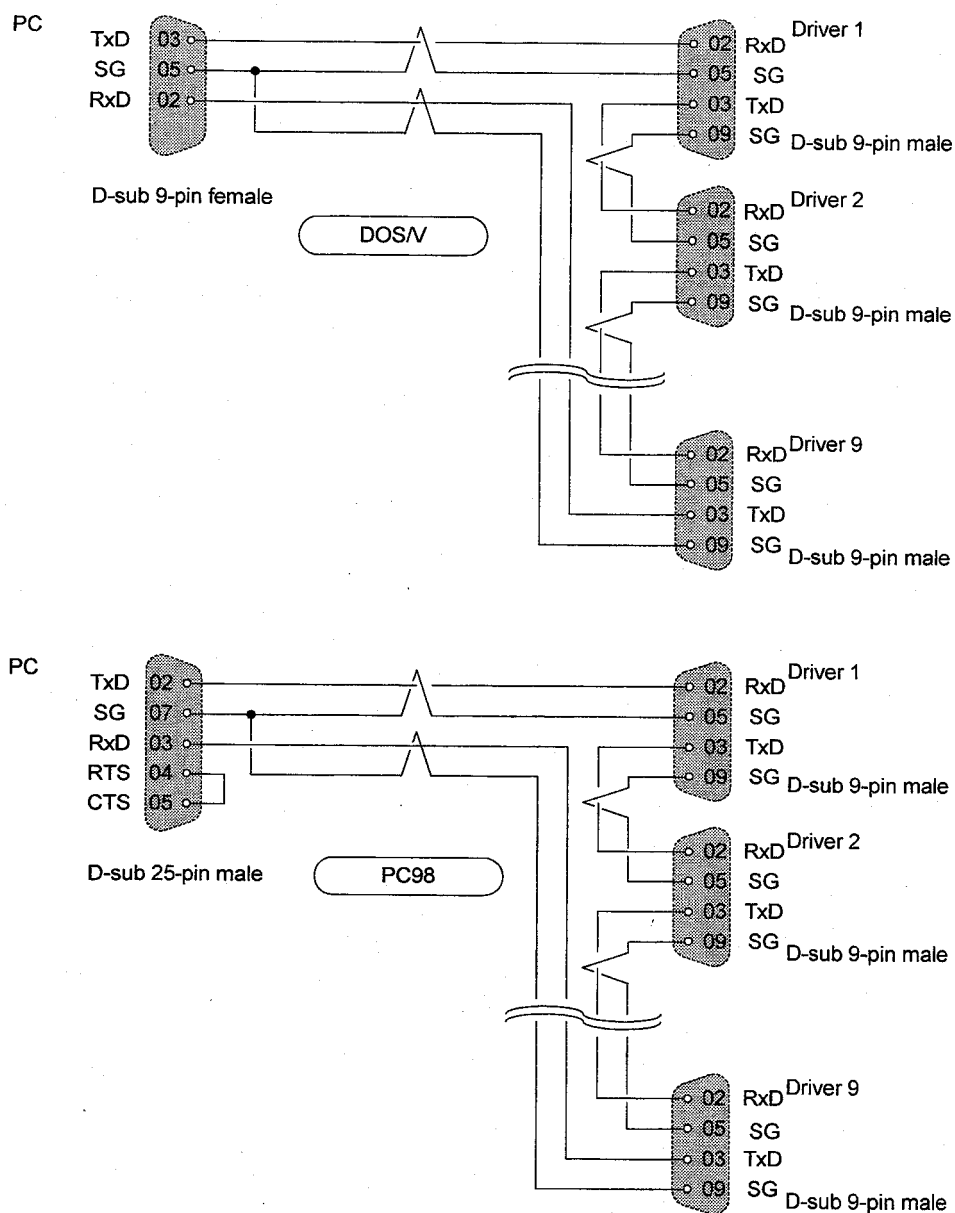 PC
TxD 03
SG 05
RxD 02
D-sub 9-pin female
DOS/V
Driver 1
02 RxD
05 SG
03 TxD
09 SG
D-sub 9-pin male
Driver 2
02 RxD
05 SG
03 TxD
09 SG
D-sub 9-pin male
Driver 9
02 RxD
05 SG
03 TxD
09 SG
D-sub 9-pin male
PC
TxD 02
SG 07
RxD 03
RTS 04
CTS 05
D-sub 25-pin male
PC98
Driver 1
02 RxD
05 SG
03 TxD
09 SG
D-sub 9-pin male
Driver 2
02 RxD
05 SG
03 TxD
09 SG
D-sub 9-pin male
Driver 9
02 RxD
05 SG
03 TxD
09 SG
D-sub 9-pin male